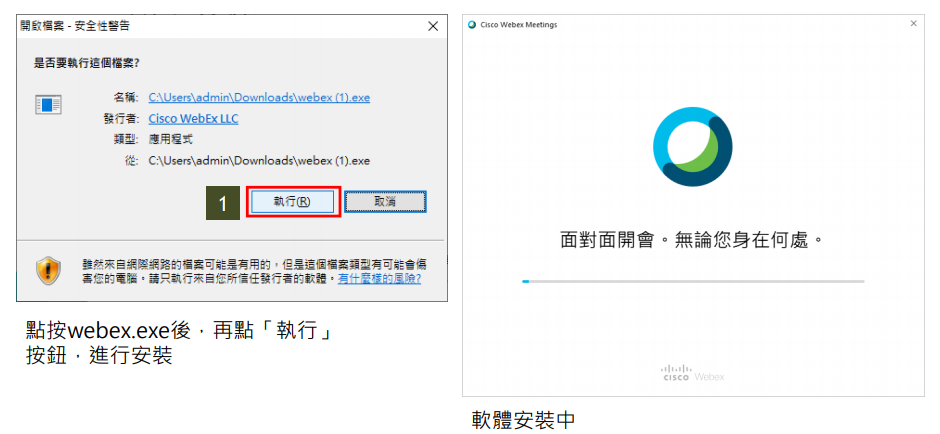 開啟檔案 - 安全性警告
是否要執行這個檔案?
名稱: C:\Users\admin\Downloads\webex (1).exe
發行者: Cisco WebEx LLC
類型: 應用程式
從: C:\Users\admin\Downloads\webex (1).exe
1
執行(R)
取消
雖然來自網際網路的檔案可能是有用的，但是這個檔案類型有可能會傷
害您的電腦。請只執行來自您所信任發行者的軟體。有什麼樣的風險?
點按webex.exe後，再點「執行」
按鈕，進行安裝
Cisco Webex Meetings
面對面開會。無論您身在何處。
cisco Webex
軟體安裝中